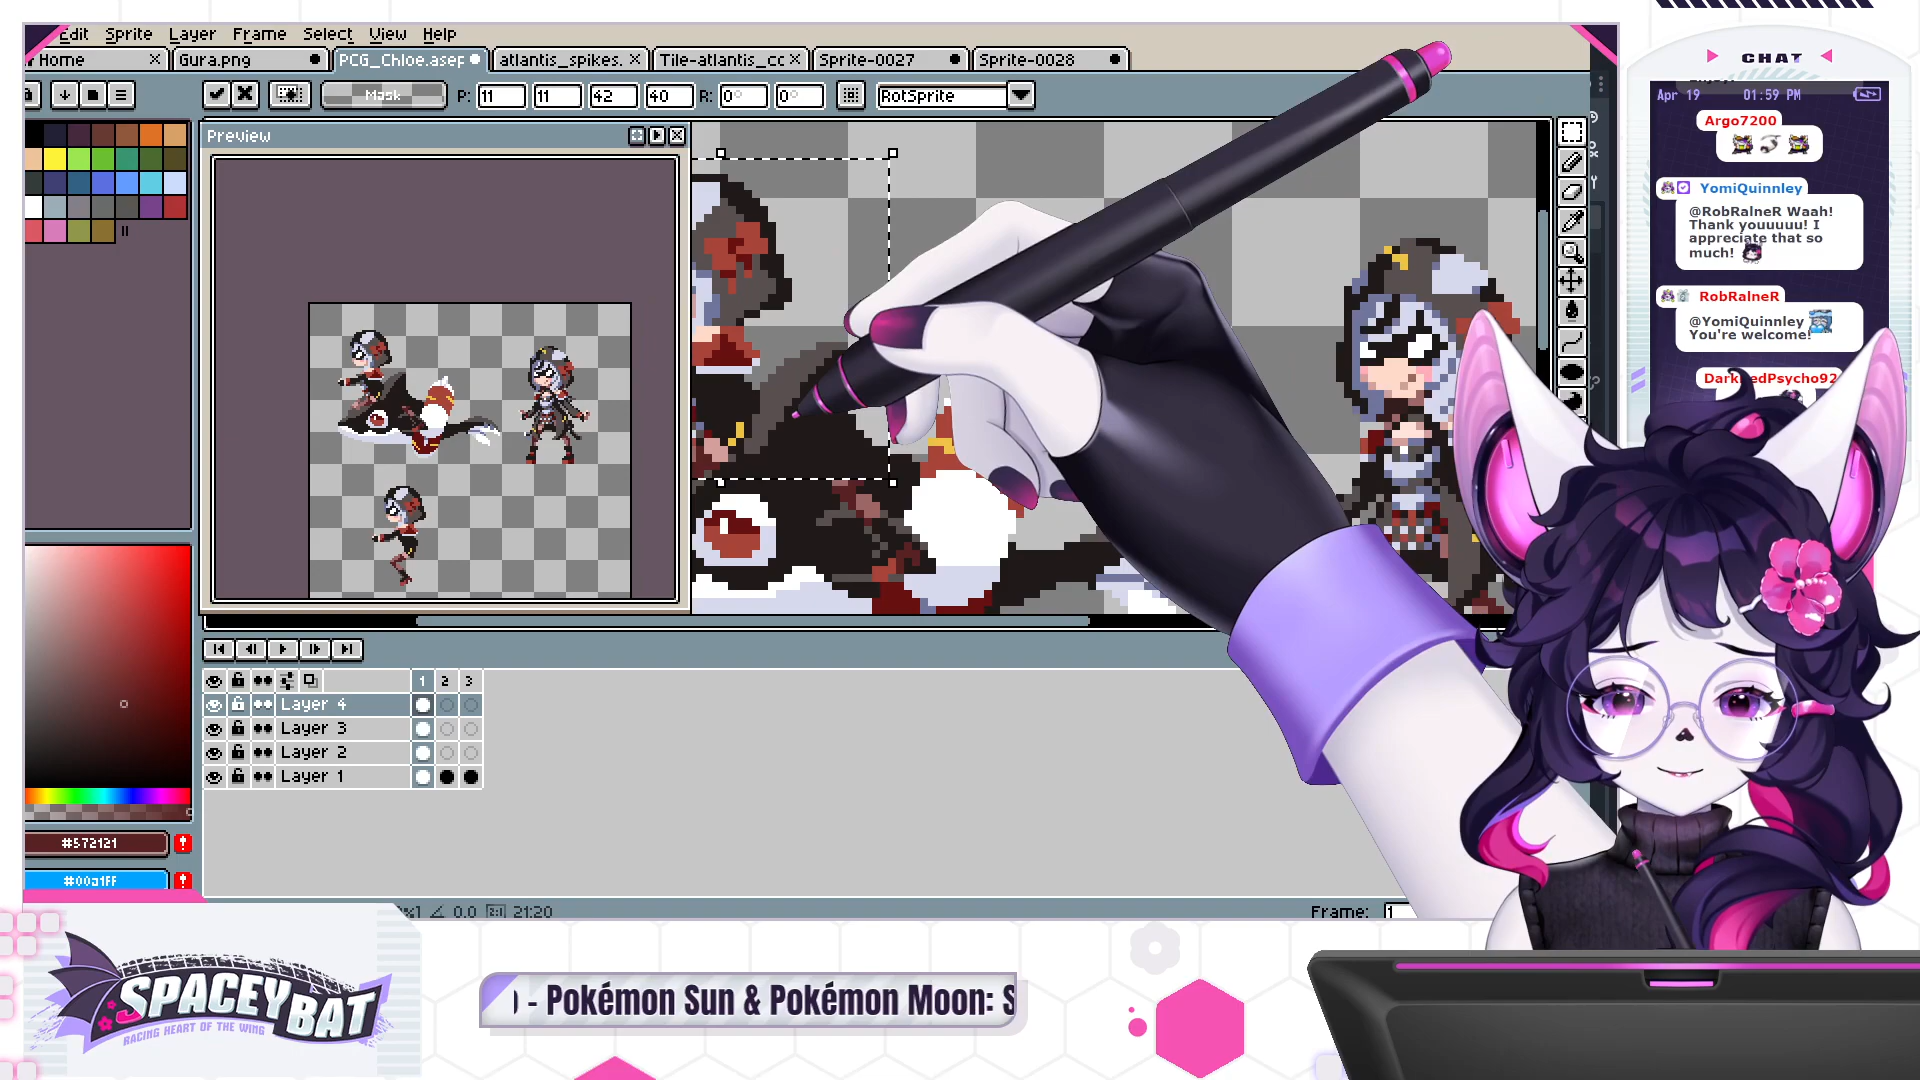 Edit Sprite Layer Frame Select View Help
Home Gura.png PCG_Chloe.asep atlantis_spikes. Tile-atlantis_cc Sprite-0027 Sprite-0028
Mask P: 11 11 42 40 R: 0° 0° RotSprite
Preview
1 2 3
Layer 4
Layer 3
Layer 2
Layer 1
#572121
#00a1FF
0.0 21:20
Frame: 1
CHAT
Apr 19 01:59 PM
Argo7200
YomiQuinnley
@RobRalneR Waah!
Thank youuuuu! I
appreciate that so
much!
RobRalneR
@YomiQuinnley
You're welcome!
SPACEYBAT
RACING HEART OF THE WING
- Pokémon Sun & Pokémon Moon: S